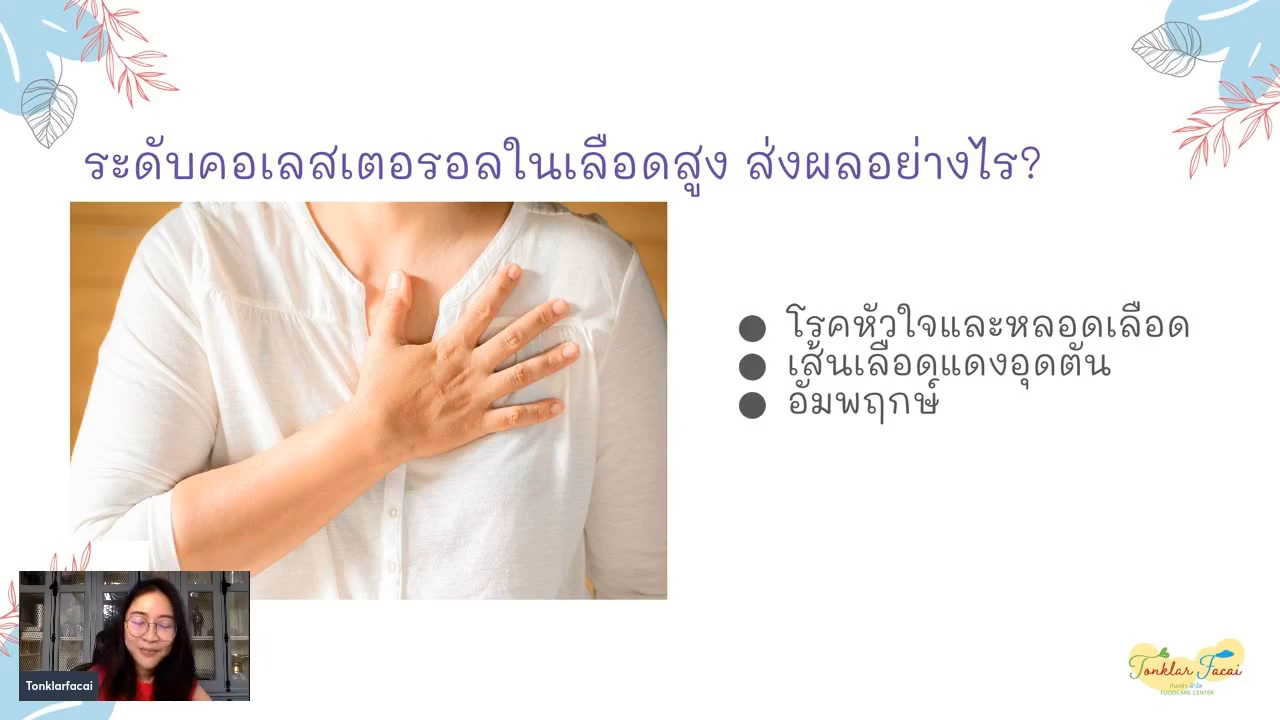 ระดับคอเลสเตอรอลในเลือดสูง ส่งผลอย่างไร?
● โรคหัวใจและหลอดเลือด
● เส้นเลือดแดงอุดตัน
● อัมพฤกษ์
Tonklarfacai
Tonklar Facai
FOODCARE CENTER